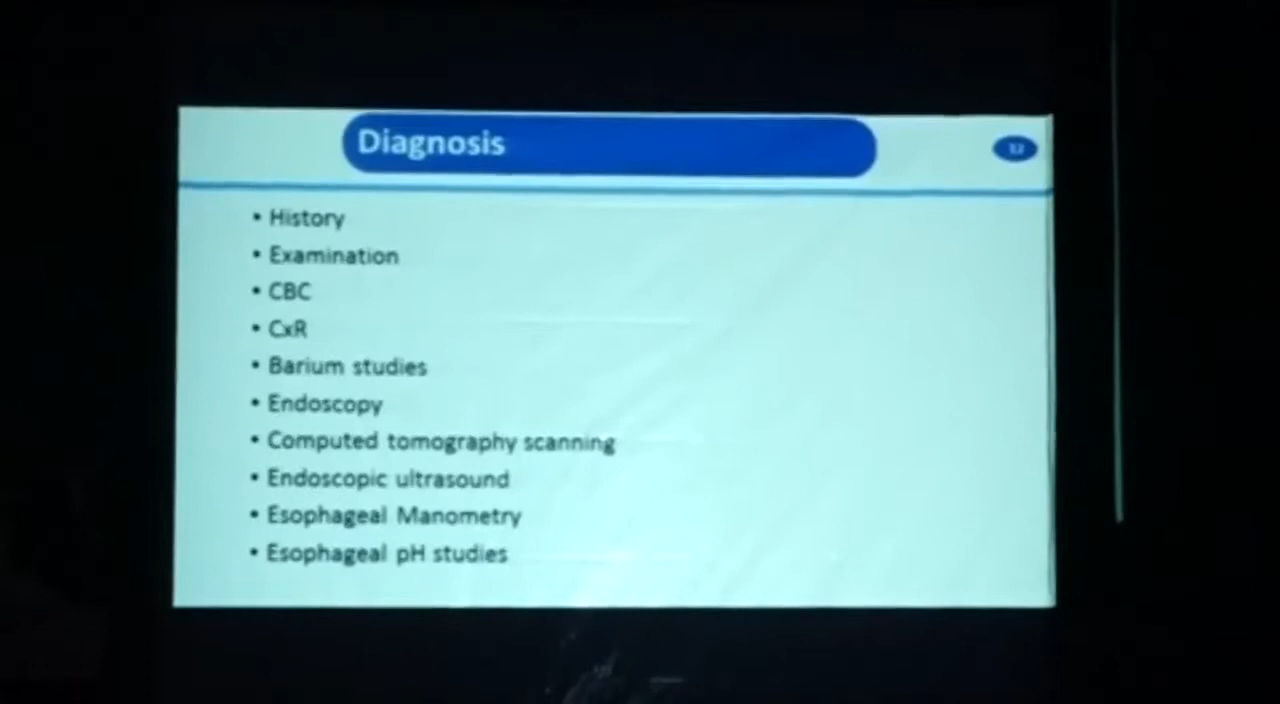 Diagnosis
• History
• Examination
• CBC
• CxR
• Barium studies
• Endoscopy
• Computed tomography scanning
• Endoscopic ultrasound
• Esophageal Manometry
• Esophageal pH studies